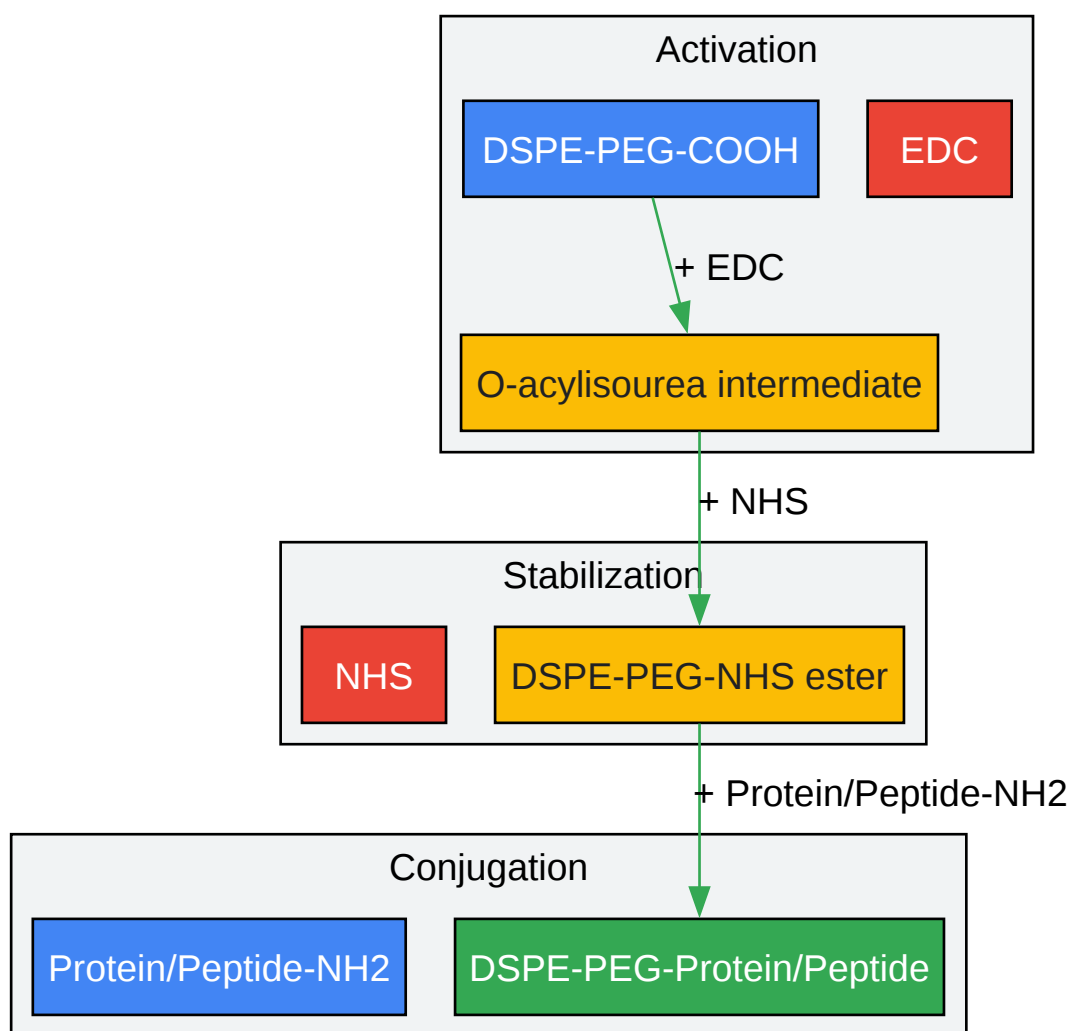 Activation
DSPE-PEG-COOH
EDC
+ EDC
O-acylisourea intermediate
+ NHS
Stabilization
NHS
DSPE-PEG-NHS ester
+ Protein/Peptide-NH2
Conjugation
Protein/Peptide-NH2
DSPE-PEG-Protein/Peptide